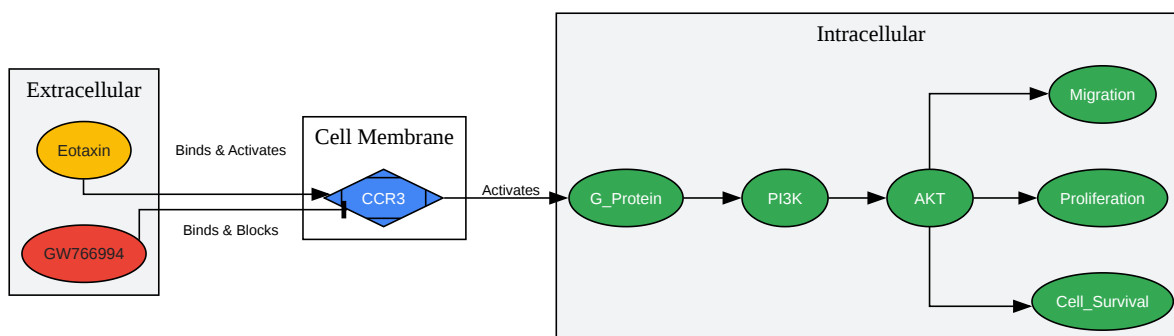 Intracellular
Extracellular
Migration
Cell Membrane
Eotaxin
Binds & Activates
CCR3
Activates
G_Protein
PI3K
AKT
Proliferation
Binds & Blocks
GW766994
Cell_Survival